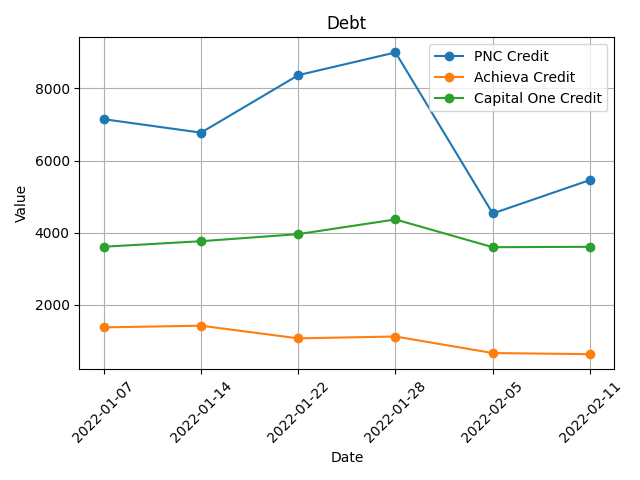 Debt
PNC Credit
Achieva Credit
Capital One Credit
Value
8000
6000
4000
2000
2022-01-07
2022-01-14
2022-01-22
2022-01-28
2022-02-05
2022-02-11
Date